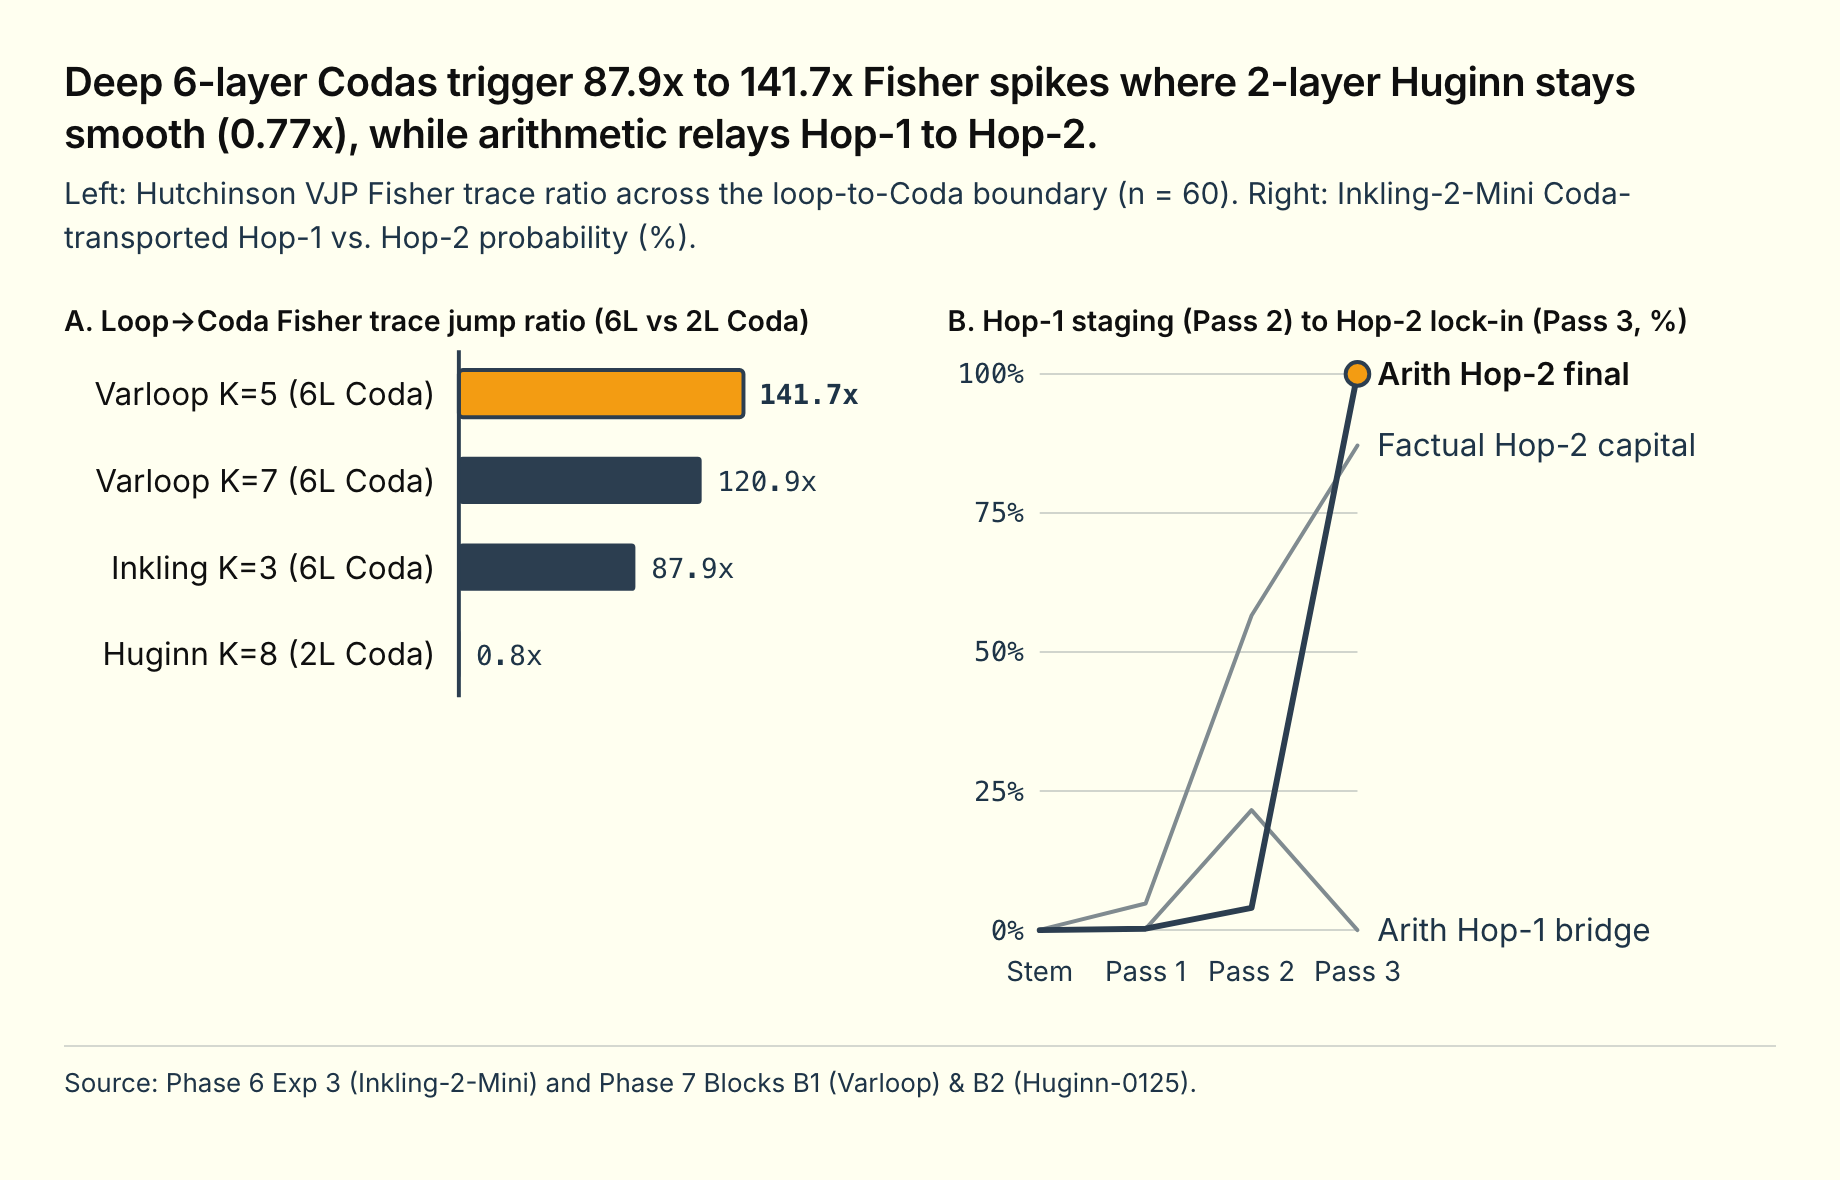 Deep 6-layer Codas trigger 87.9x to 141.7x Fisher spikes where 2-layer Huginn stays
smooth (0.77x), while arithmetic relays Hop-1 to Hop-2.
Left: Hutchinson VJP Fisher trace ratio across the loop-to-Coda boundary (n = 60). Right: Inkling-2-Mini Coda-
transported Hop-1 vs. Hop-2 probability (%).
A. Loop→Coda Fisher trace jump ratio (6L vs 2L Coda)
Varloop K=5 (6L Coda) 141.7x
Varloop K=7 (6L Coda) 120.9x
Inkling K=3 (6L Coda) 87.9x
Huginn K=8 (2L Coda) 0.8x
B. Hop-1 staging (Pass 2) to Hop-2 lock-in (Pass 3, %)
100% Arith Hop-2 final
Factual Hop-2 capital
75%
50%
25%
0% Arith Hop-1 bridge
Stem Pass 1 Pass 2 Pass 3
Source: Phase 6 Exp 3 (Inkling-2-Mini) and Phase 7 Blocks B1 (Varloop) & B2 (Huginn-0125).